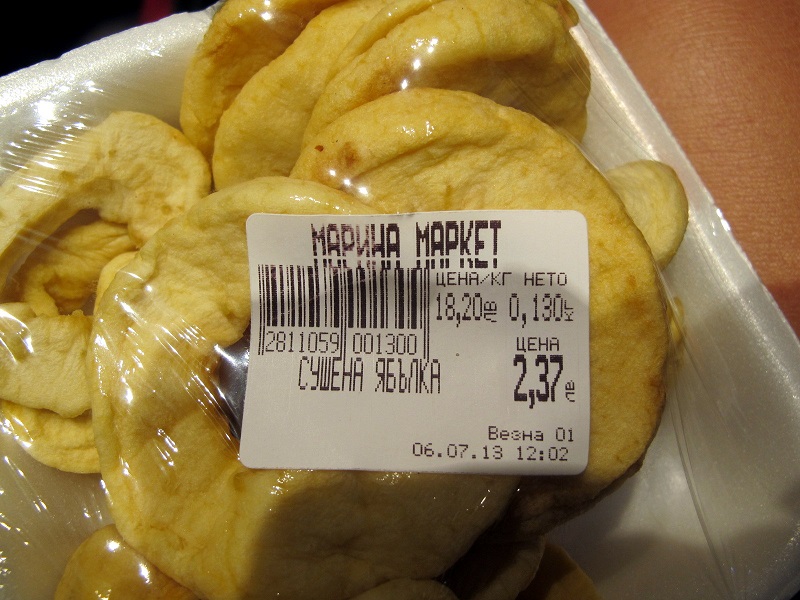 МАРИНА МАРКЕТ
ЦЕНА/КГ НЕТО
18,20лв 0,130кг
2811059 001300
ЦЕНА
СУШЕНА ЯБЪЛКА
2,37лв
Везна 01
06.07.13 12:02